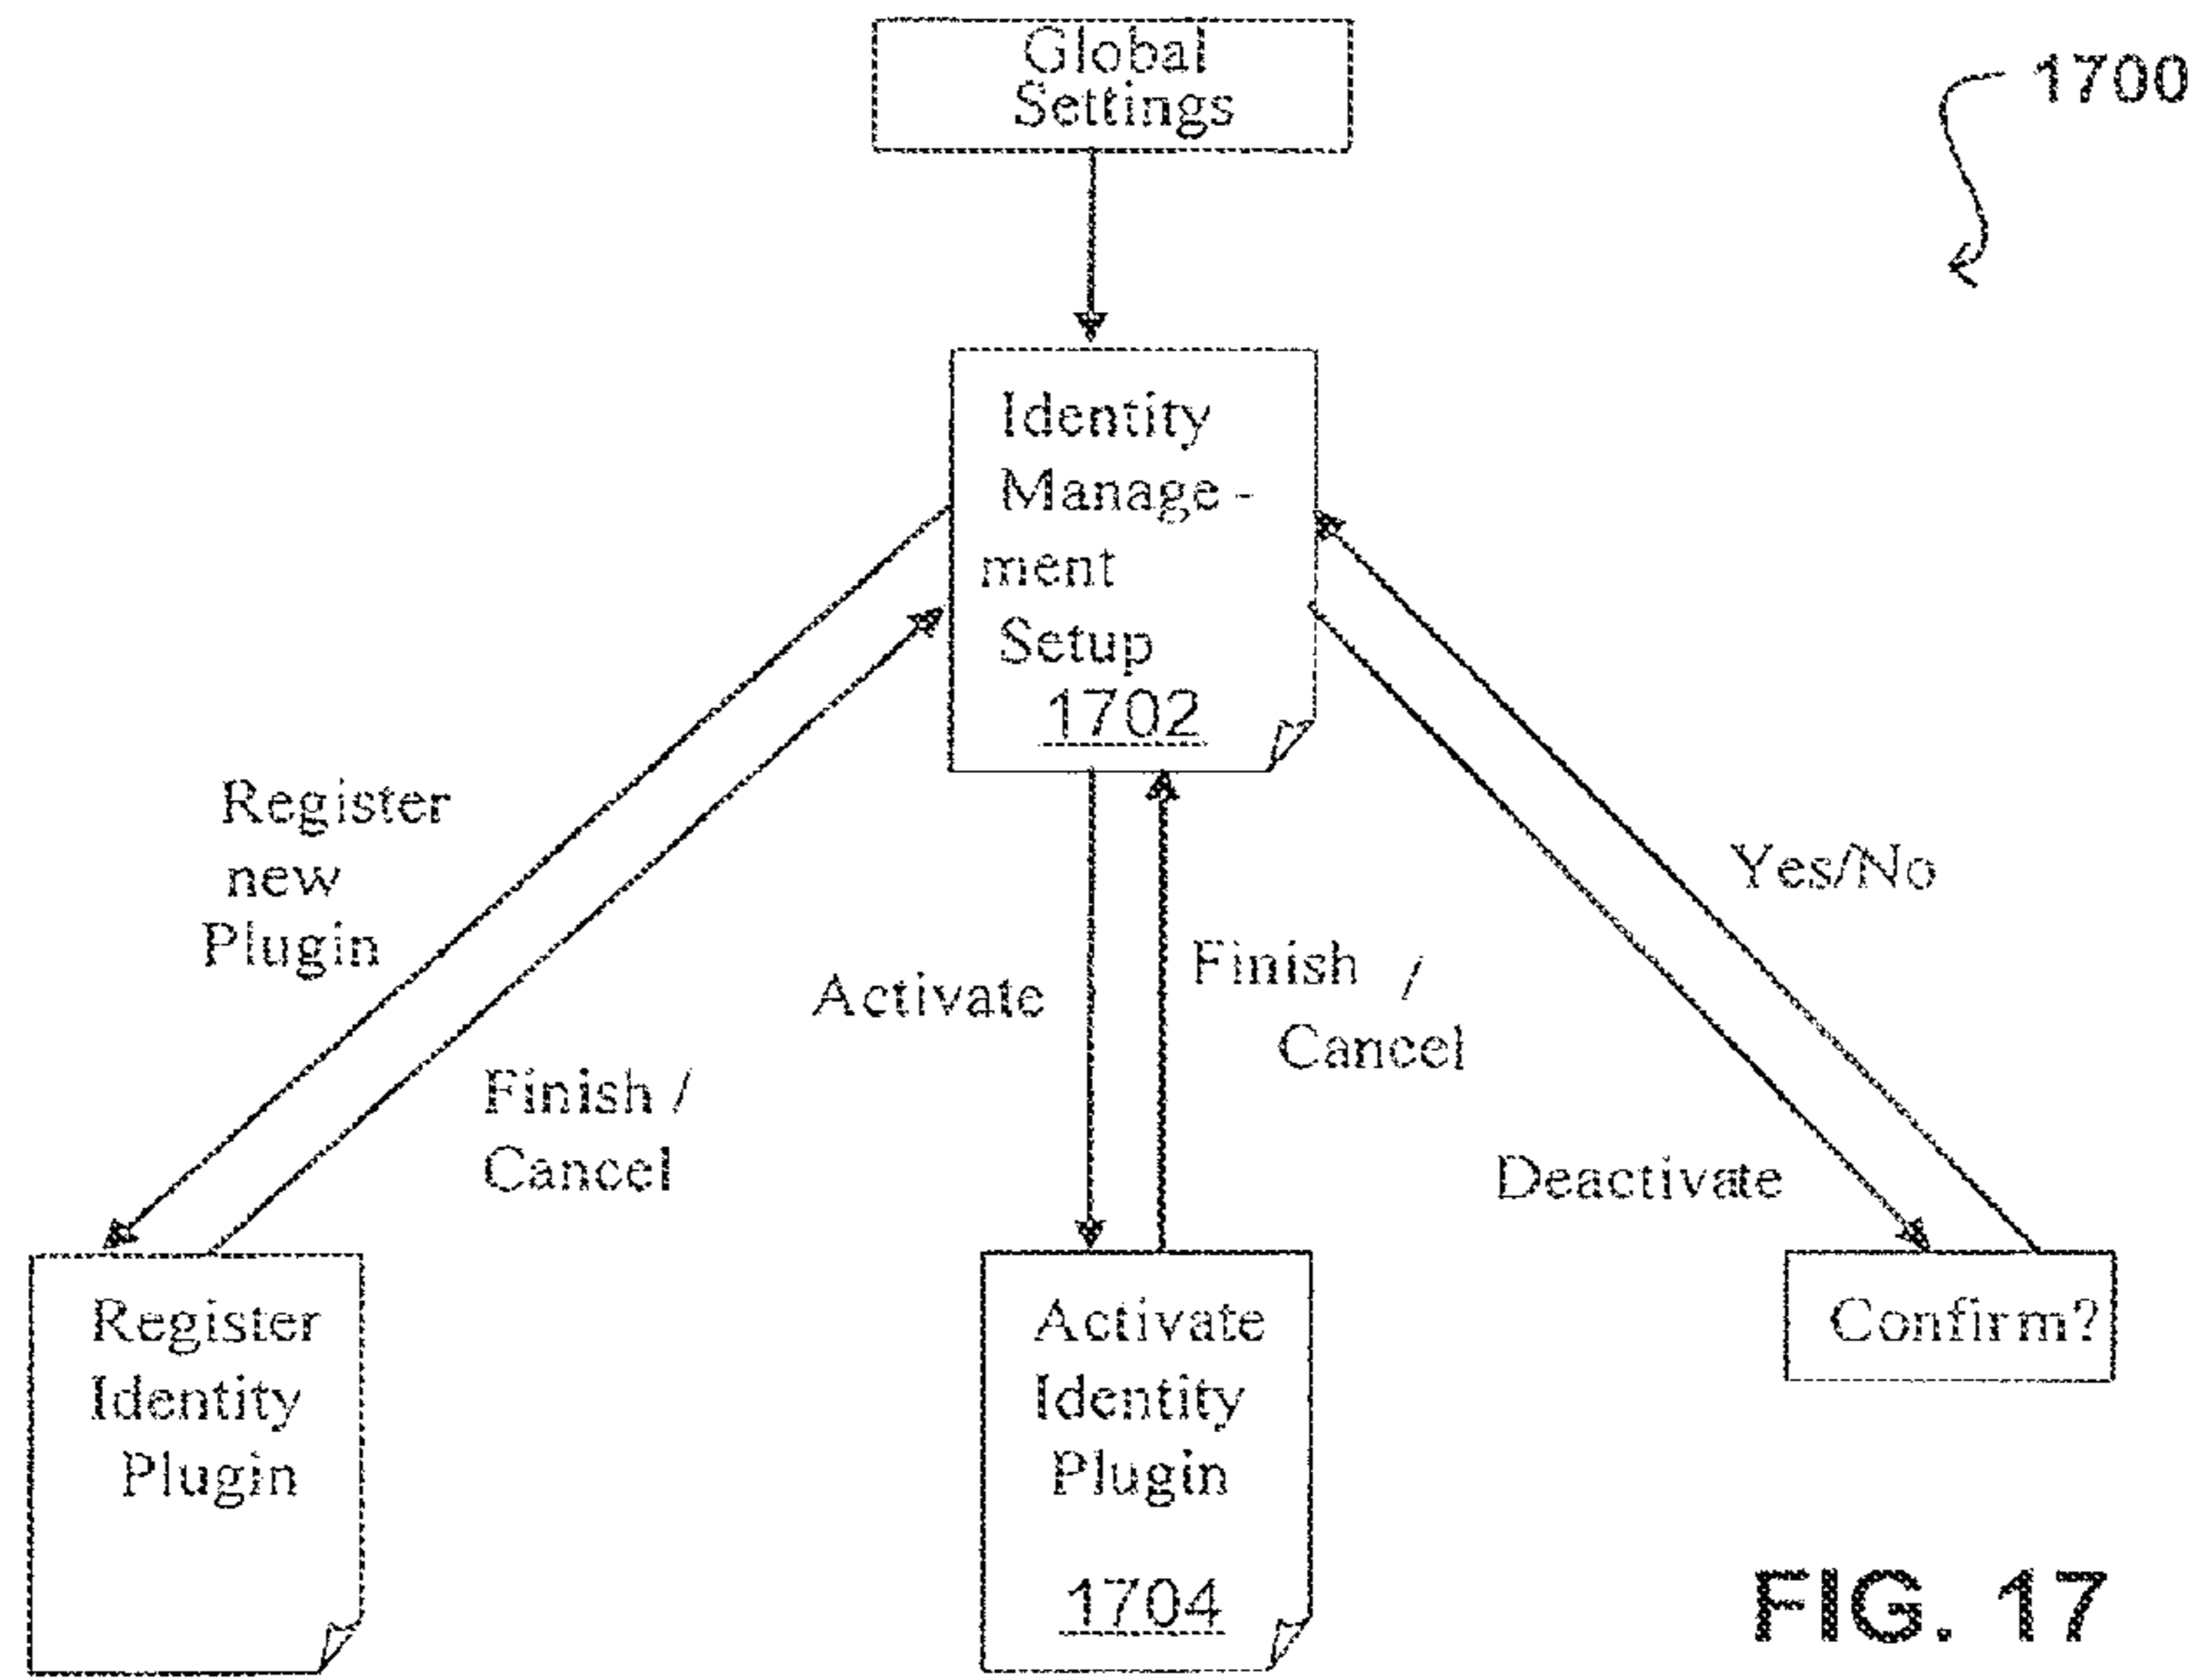 Global
Settings
1700
Identity
Manage -
ment
Setup
1702
Register
new
Plugin
Finish /
Cancel
Activate
Finish /
Cancel
Yes/No
Deactivate
Register
Identity
Plugin
Activate
Identity
Plugin
1704
Confirm?
FIG. 17